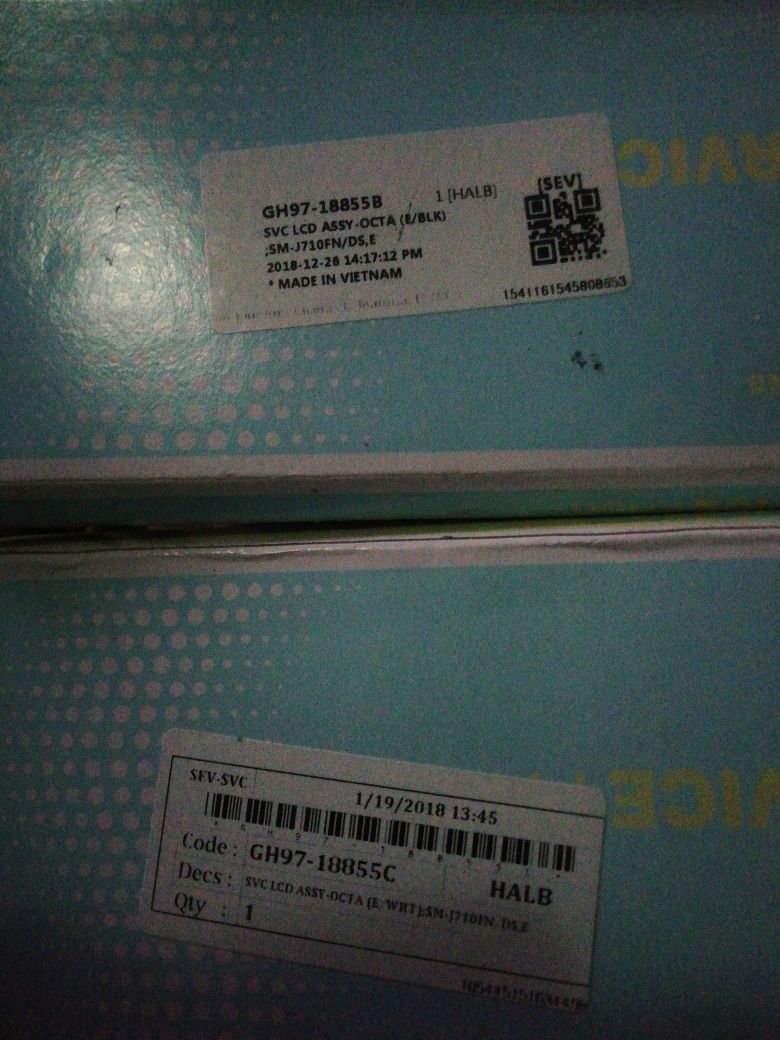 GH97-18855B 1 [HALB]
SVC LCD ASSY-OCTA (E/BLK)
;SM-J710FN/DS,E
2018-12-26 14:17:12 PM
* MADE IN VIETNAM
[SEV]
1541161545808653
SEV-SVC
1/19/2018 13:45
Code : GH97-18855C
HALB
Decs : SVC LCD ASSY-OCTA (E/WHT);SM-J710FN/DS,E
Qty : 1